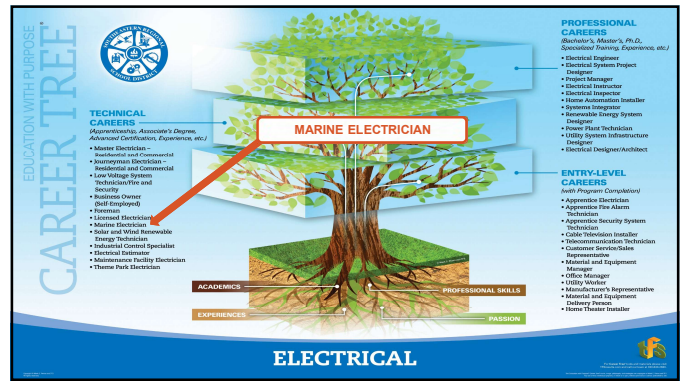 EDUCATION WITH PURPOSE
CAREER TREE
SOUTHEASTERN REGIONAL
SCHOOL DISTRICT
TECHNICAL
CAREERS
(Apprenticeship, Associate's Degree,
Advanced Certification, Experience, etc.)
• Master Electrician –
Residential and Commercial
• Journeyman Electrician –
Residential and Commercial
• Low Voltage System
Technician/Fire and
Security
• Business Owner
(Self-Employed)
• Foreman
• Licensed Electrician
• Marine Electrician
• Solar and Wind Renewable
Energy Technician
• Industrial Control Specialist
• Electrical Estimator
• Maintenance Facility Electrician
• Theme Park Electrician
MARINE ELECTRICIAN
PROFESSIONAL
CAREERS
(Bachelor's, Master's, Ph.D.,
Specialized Training, Experience, etc.)
• Electrical Engineer
• Electrical System Project
Designer
• Project Manager
• Electrical Instructor
• Electrical Inspector
• Home Automation Installer
• Systems Integrator
• Renewable Energy System
Designer
• Power Plant Technician
• Utility System Infrastructure
Designer
• Electrical Designer/Architect
ENTRY-LEVEL
CAREERS
(with Program Completion)
• Apprentice Electrician
• Apprentice Fire Alarm
Technician
• Apprentice Security System
Technician
• Cable Television Installer
• Telecommunication Technician
• Customer Service/Sales
Representative
• Material and Equipment
Manager
• Office Manager
• Utility Worker
• Manufacturer's Representative
• Material and Equipment
Delivery Person
• Home Theater Installer
ACADEMICS
PROFESSIONAL SKILLS
EXPERIENCES
PASSION
ELECTRICAL